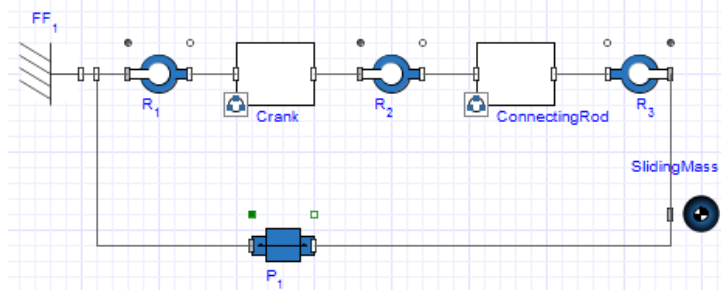 FF1
R1
Crank
R2
ConnectingRod
R3
SlidingMass
P1